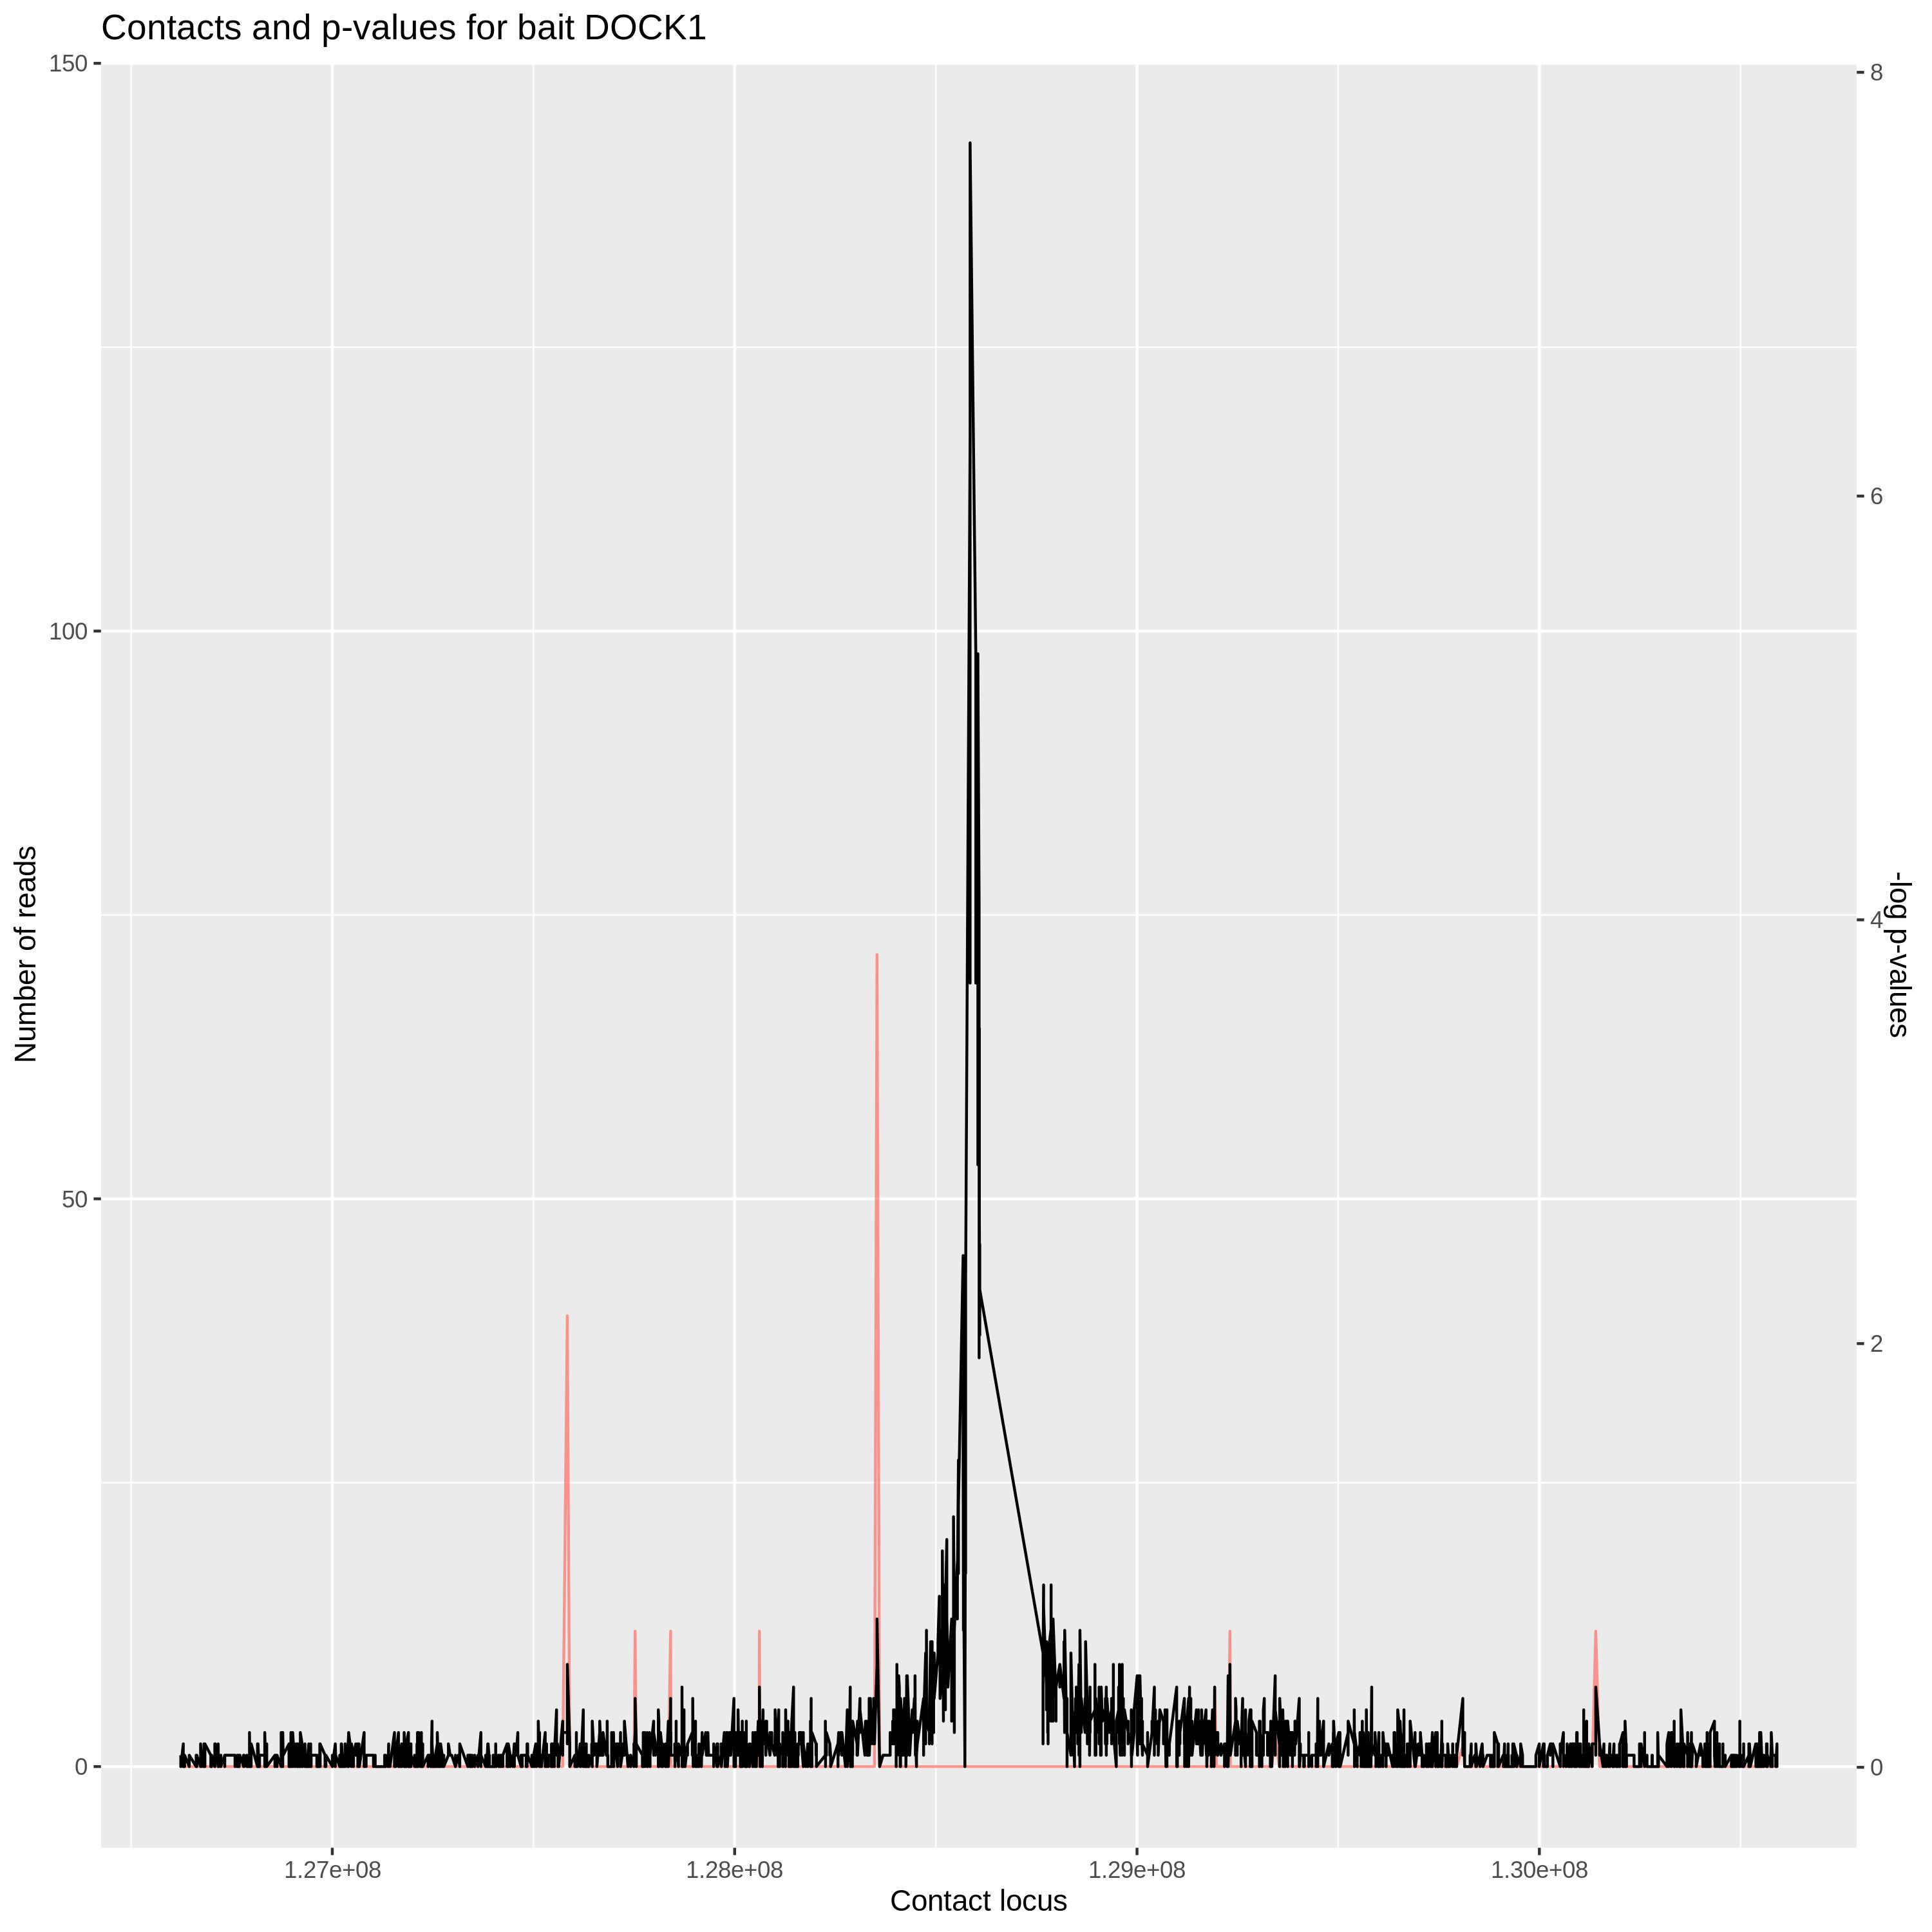 Contacts and p-values for bait DOCK1
150
100
50
0
Number of reads
8
6
4
2
0
-log p-values
1.27e+08
1.28e+08
1.29e+08
1.30e+08
Contact locus